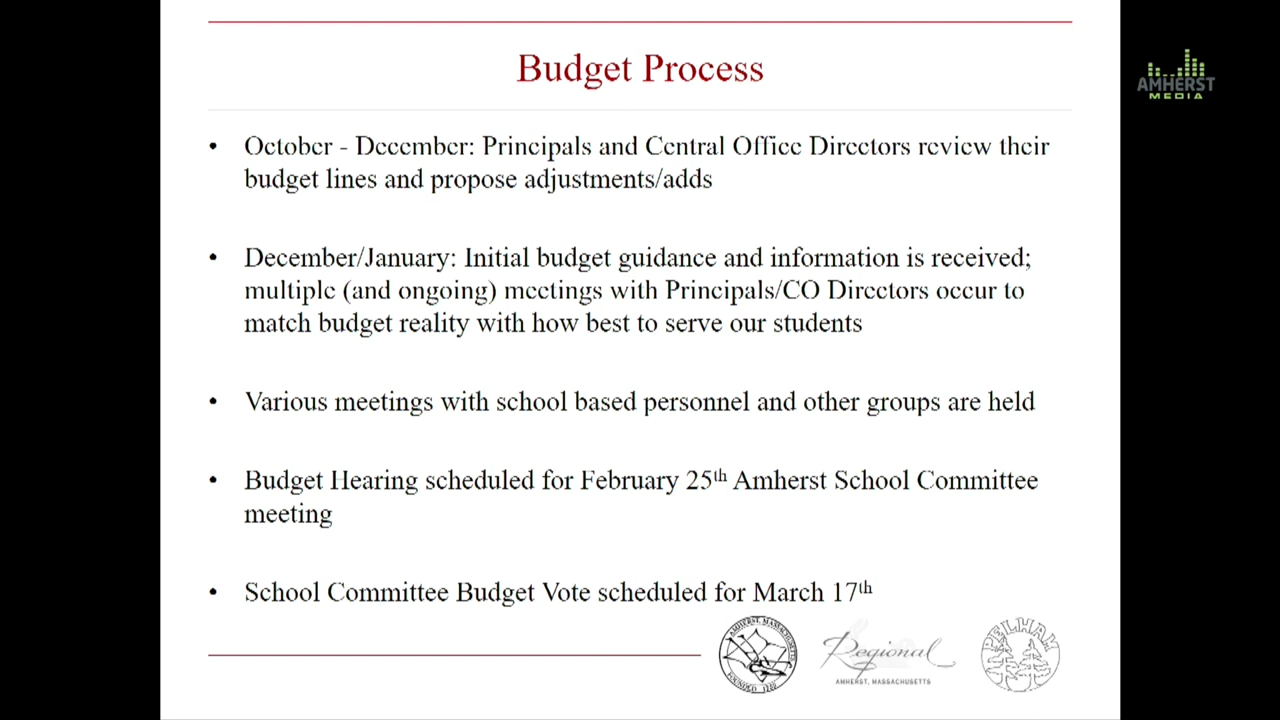 Budget Process
AMHERST
MEDIA
• October - December: Principals and Central Office Directors review their
budget lines and propose adjustments/adds
• December/January: Initial budget guidance and information is received;
multiple (and ongoing) meetings with Principals/CO Directors occur to
match budget reality with how best to serve our students
• Various meetings with school based personnel and other groups are held
• Budget Hearing scheduled for February 25th Amherst School Committee
meeting
• School Committee Budget Vote scheduled for March 17th
AMHERST, MASSACHUSETTS
FOUNDED
Regional
AMHERST, MASSACHUSETTS
PELHAM